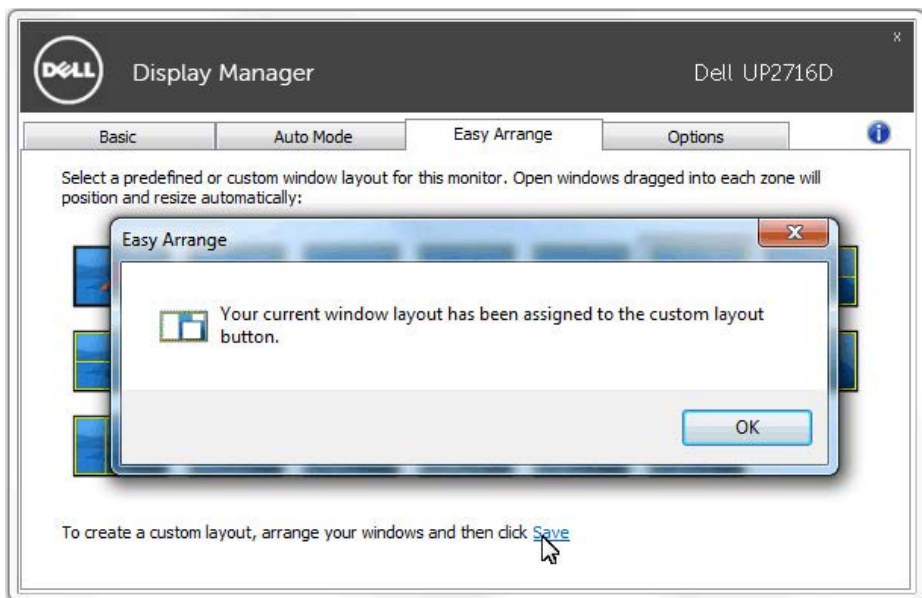 DELL
Display Manager
Dell UP2716D
x
Basic
Auto Mode
Easy Arrange
Options
i
Select a predefined or custom window layout for this monitor. Open windows dragged into each zone will
position and resize automatically:
Easy Arrange
x
Your current window layout has been assigned to the custom layout
button.
OK
To create a custom layout, arrange your windows and then click Save